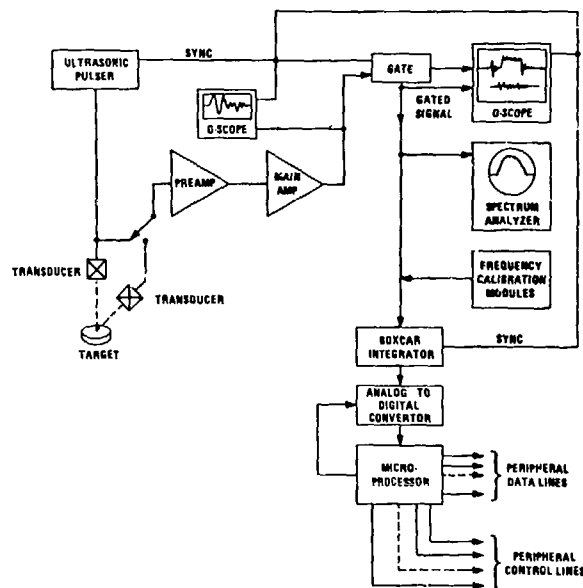 ULTRASONIC
PULSER
SYNC
GATE
O-SCOPE
GATED
SIGNAL
O-SCOPE
PREAMP
MAIN
AMP
SPECTRUM
ANALYZER
TRANSDUCER
TRANSDUCER
TARGET
FREQUENCY
CALIBRATION
MODULES
BOXCAR
INTEGRATOR
SYNC
ANALOG TO
DIGITAL
CONVERTOR
MICRO-
PROCESSOR
PERIPHERAL
DATA LINES
PERIPHERAL
CONTROL LINES